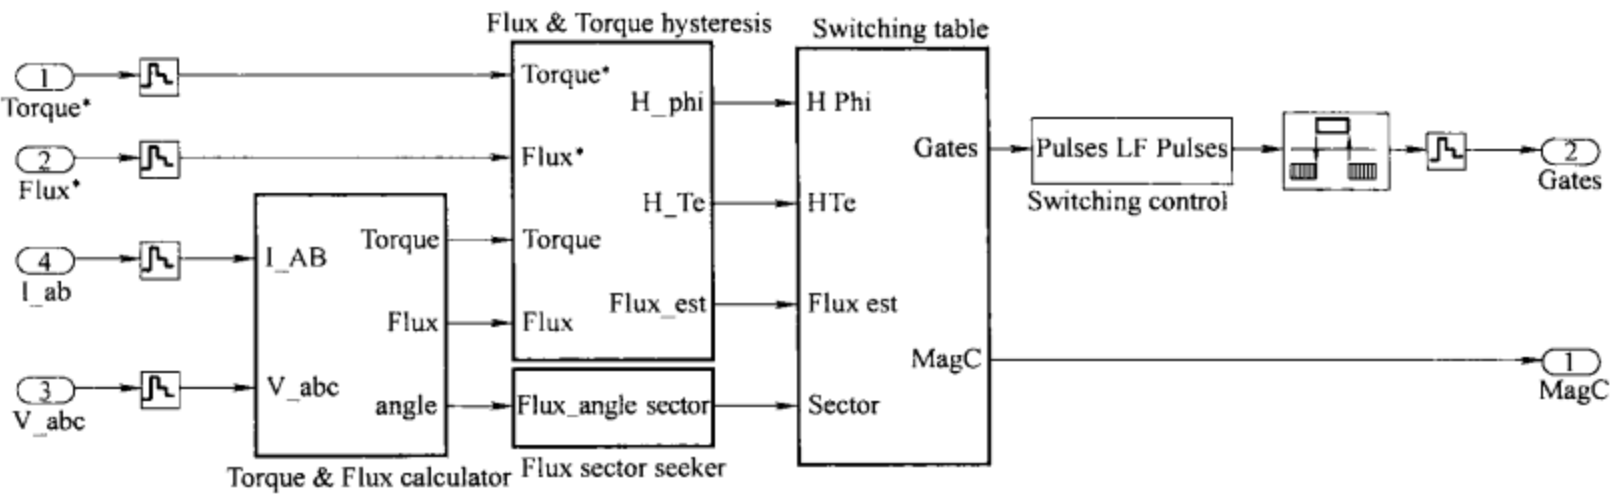 Flux & Torque hysteresis
Switching table
1
Torque*
2
Flux*
4
I_ab
3
V_abc
I_AB
V_abc
Torque
Flux
angle
Torque & Flux calculator
Torque*
Flux*
Torque
Flux
H_phi
H_Te
Flux_est
Flux_angle sector
Flux sector seeker
H Phi
HTe
Flux est
Sector
Gates
MagC
Pulses LF Pulses
Switching control
2
Gates
1
MagC